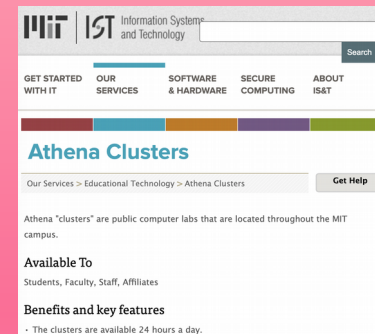 MIT IST Information Systems
and Technology
Search
GET STARTED WITH IT
OUR SERVICES
SOFTWARE & HARDWARE
SECURE COMPUTING
ABOUT IS&T
Athena Clusters
Our Services > Educational Technology > Athena Clusters
Get Help
Athena "clusters" are public computer labs that are located throughout the MIT
campus.
Available To
Students, Faculty, Staff, Affiliates
Benefits and key features
• The clusters are available 24 hours a day.